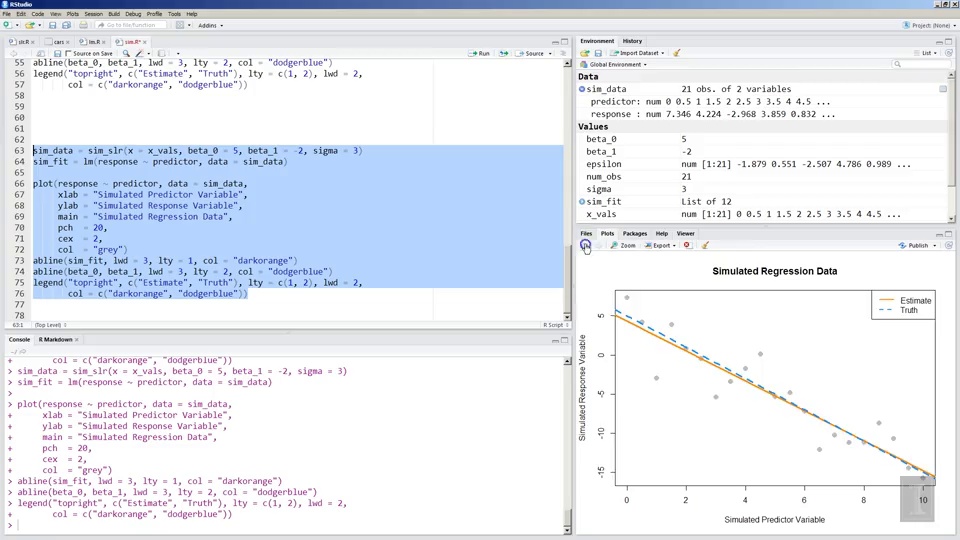 RStudio
File Edit Code View Plots Session Build Debug Profile Tools Help
Go to file/function
Addins
Project: (None)
slr.R
cars
lm.R
sim.R*
Source on Save
Run
Source
55 abline(beta_0, beta_1, lwd = 3, lty = 2, col = "dodgerblue")
56 legend("topright", c("Estimate", "Truth"), lty = c(1, 2), lwd = 2,
57 col = c("darkorange", "dodgerblue"))
58
59
60
61
62
63 sim_data = sim_slr(x = x_vals, beta_0 = 5, beta_1 = -2, sigma = 3)
64 sim_fit = lm(response ~ predictor, data = sim_data)
65
66 plot(response ~ predictor, data = sim_data,
67 xlab = "Simulated Predictor Variable",
68 ylab = "Simulated Response Variable",
69 main = "Simulated Regression Data",
70 pch = 20,
71 cex = 2,
72 col = "grey")
73 abline(sim_fit, lwd = 3, lty = 1, col = "darkorange")
74 abline(beta_0, beta_1, lwd = 3, lty = 2, col = "dodgerblue")
75 legend("topright", c("Estimate", "Truth"), lty = c(1, 2), lwd = 2,
76 col = c("darkorange", "dodgerblue"))
77
78
63:1 (Top Level) R Script
Console R Markdown
~/
+ col = c("darkorange", "dodgerblue"))
> sim_data = sim_slr(x = x_vals, beta_0 = 5, beta_1 = -2, sigma = 3)
> sim_fit = lm(response ~ predictor, data = sim_data)
>
> plot(response ~ predictor, data = sim_data,
+ xlab = "Simulated Predictor Variable",
+ ylab = "Simulated Response Variable",
+ main = "Simulated Regression Data",
+ pch = 20,
+ cex = 2,
+ col = "grey")
> abline(sim_fit, lwd = 3, lty = 1, col = "darkorange")
> abline(beta_0, beta_1, lwd = 3, lty = 2, col = "dodgerblue")
> legend("topright", c("Estimate", "Truth"), lty = c(1, 2), lwd = 2,
+ col = c("darkorange", "dodgerblue"))
>
Environment History
Import Dataset
List
Global Environment
Data
sim_data 21 obs. of 2 variables
predictor: num 0 0.5 1 1.5 2 2.5 3 3.5 4 4.5 ...
response : num 7.346 4.224 -2.968 3.859 0.832 ...
Values
beta_0 5
beta_1 -2
epsilon num [1:21] -1.879 0.551 -2.507 4.786 0.989 ...
num_obs 21
sigma 3
sim_fit List of 12
x_vals num [1:21] 0 0.5 1 1.5 2 2.5 3 3.5 4 4.5 ...
Files Plots Packages Help Viewer
Zoom Export Publish
Simulated Regression Data
Estimate
Truth
Simulated Response Variable
5
0
-5
-10
-15
0 2 4 6 8 10
Simulated Predictor Variable
I